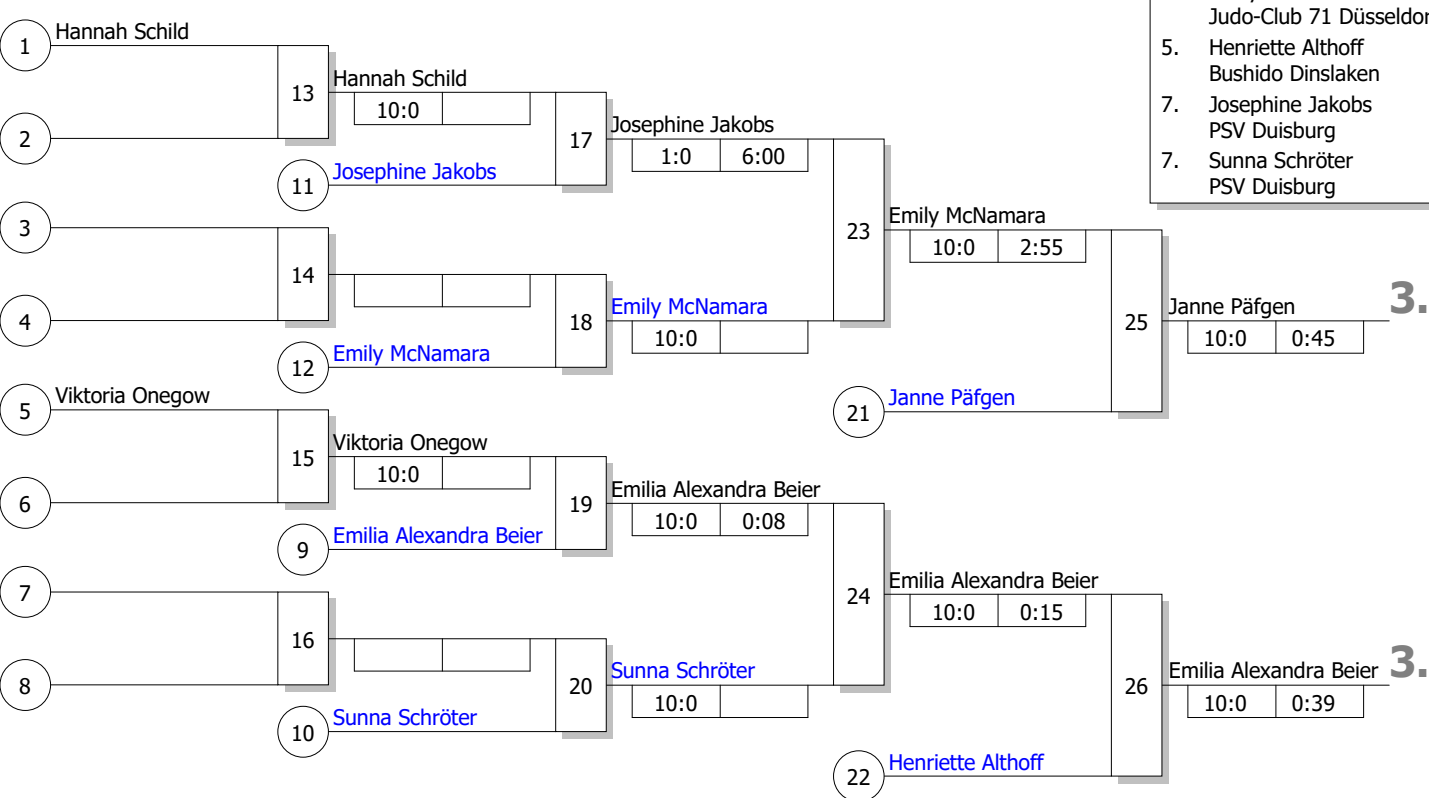 Judo-Club 71 Düsseldor
5. Henriette Althoff
Bushido Dinslaken
7. Josephine Jakobs
PSV Duisburg
7. Sunna Schröter
PSV Duisburg
1 Hannah Schild
13 Hannah Schild
10:0
2
17 Josephine Jakobs
1:0 6:00
11 Josephine Jakobs
3
23 Emily McNamara
10:0 2:55
14
4
18 Emily McNamara
10:0
12 Emily McNamara
25 Janne Päfgen 3.
10:0 0:45
5 Viktoria Onegow
21 Janne Päfgen
15 Viktoria Onegow
10:0
6
19 Emilia Alexandra Beier
10:0 0:08
9 Emilia Alexandra Beier
7
24 Emilia Alexandra Beier
10:0 0:15
16
8
20 Sunna Schröter
10:0
10 Sunna Schröter
26 Emilia Alexandra Beier 3.
10:0 0:39
22 Henriette Althoff